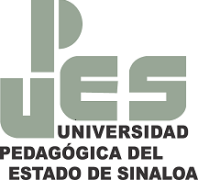 UPES
UNIVERSIDAD
PEDAGÓGICA DEL
ESTADO DE SINALOA